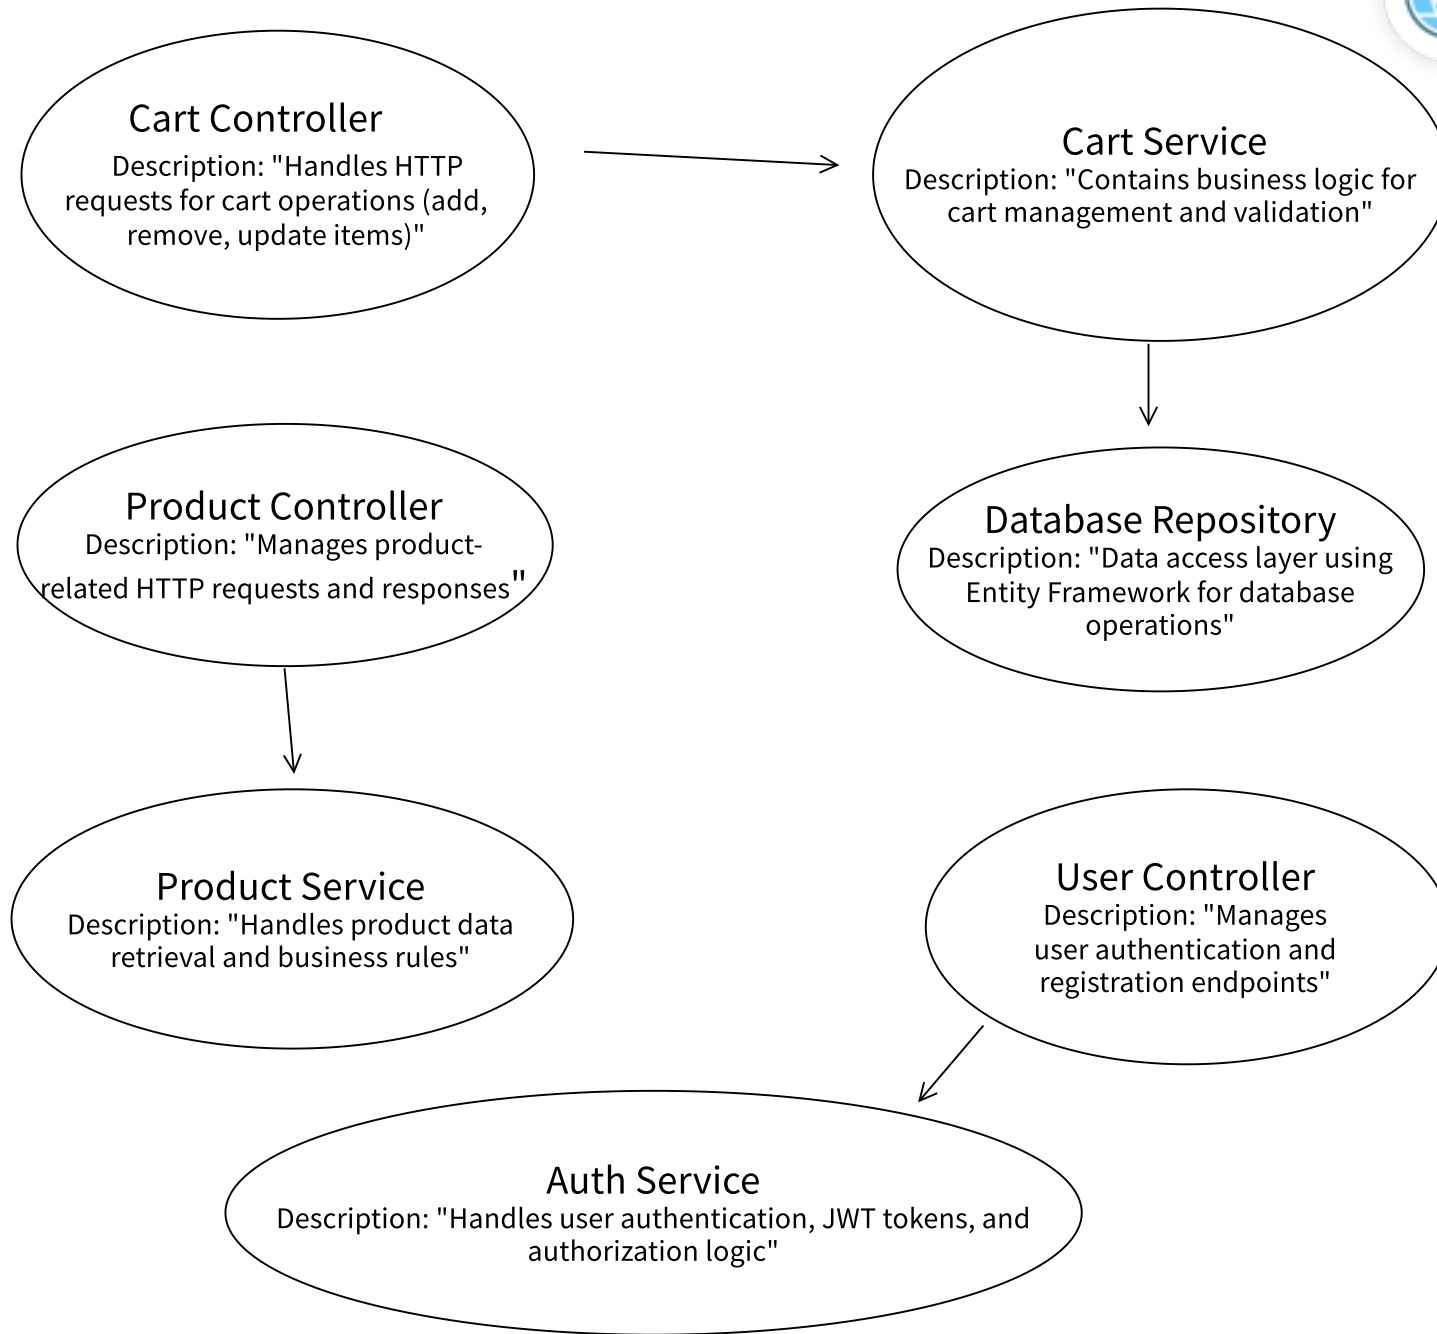 Cart Controller
Description: "Handles HTTP
requests for cart operations (add,
remove, update items)"
Cart Service
Description: "Contains business logic for
cart management and validation"
Product Controller
Description: "Manages product-
related HTTP requests and responses"
Database Repository
Description: "Data access layer using
Entity Framework for database
operations"
Product Service
Description: "Handles product data
retrieval and business rules"
User Controller
Description: "Manages
user authentication and
registration endpoints"
Auth Service
Description: "Handles user authentication, JWT tokens, and
authorization logic"